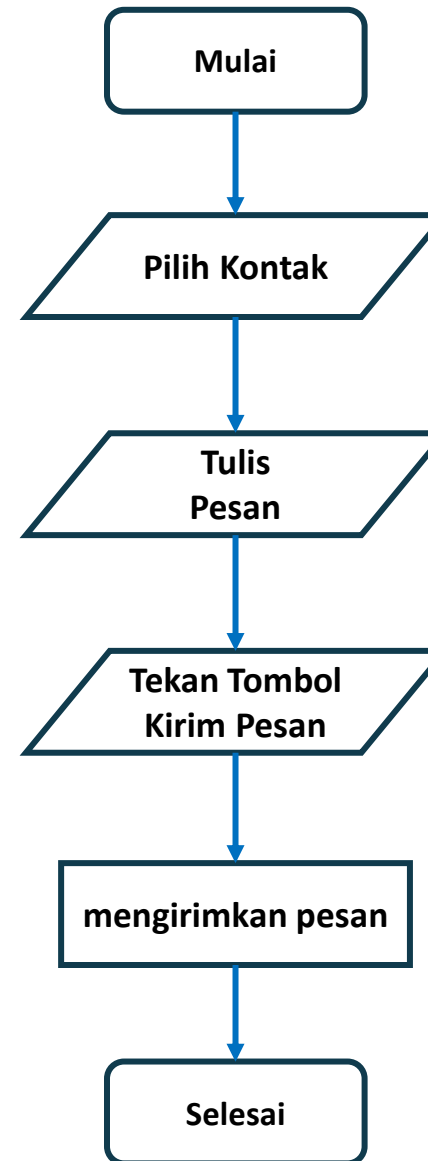 Mulai
Pilih Kontak
Tulis
Pesan
Tekan Tombol
Kirim Pesan
mengirimkan pesan
Selesai